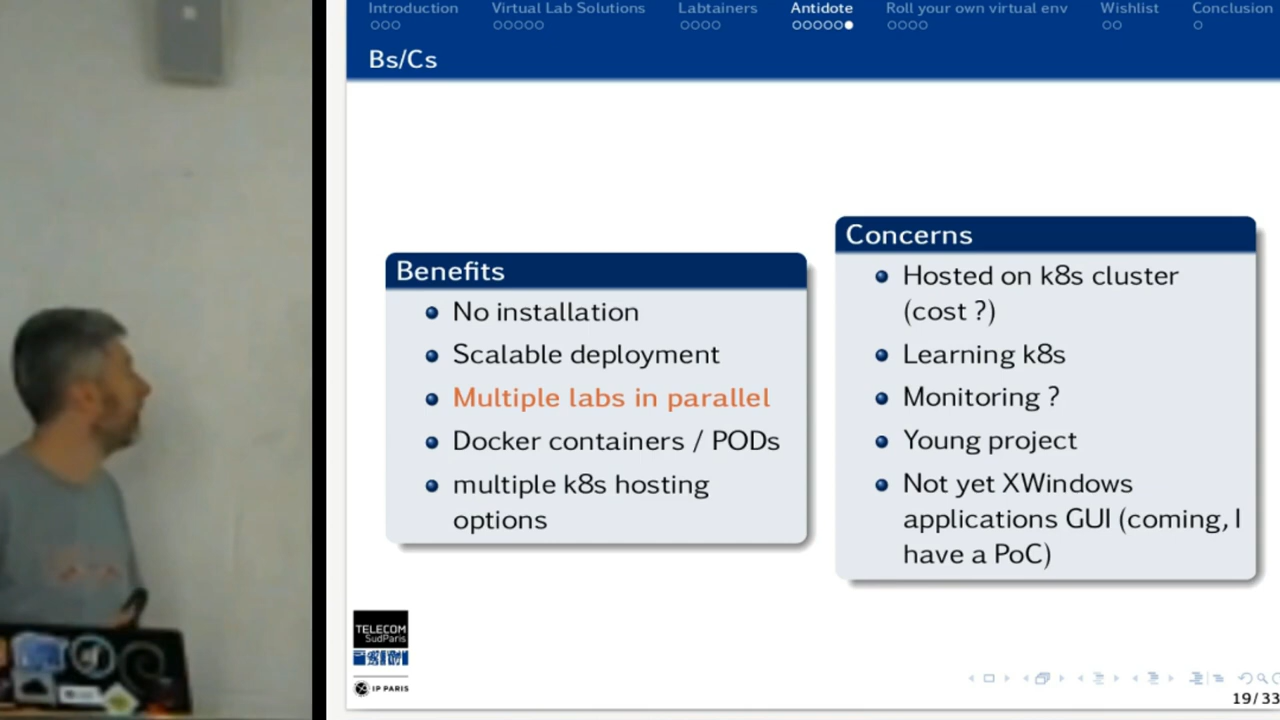 Introduction
Virtual Lab Solutions
Labtainers
Antidote
Roll your own virtual env
Wishlist
Conclusion
Bs/Cs
Benefits
No installation
Scalable deployment
Multiple labs in parallel
Docker containers / PODs
multiple k8s hosting
options
Concerns
Hosted on k8s cluster
(cost ?)
Learning k8s
Monitoring ?
Young project
Not yet XWindows
applications GUI (coming, I
have a PoC)
TELECOM
SudParis
IP PARIS
19/33